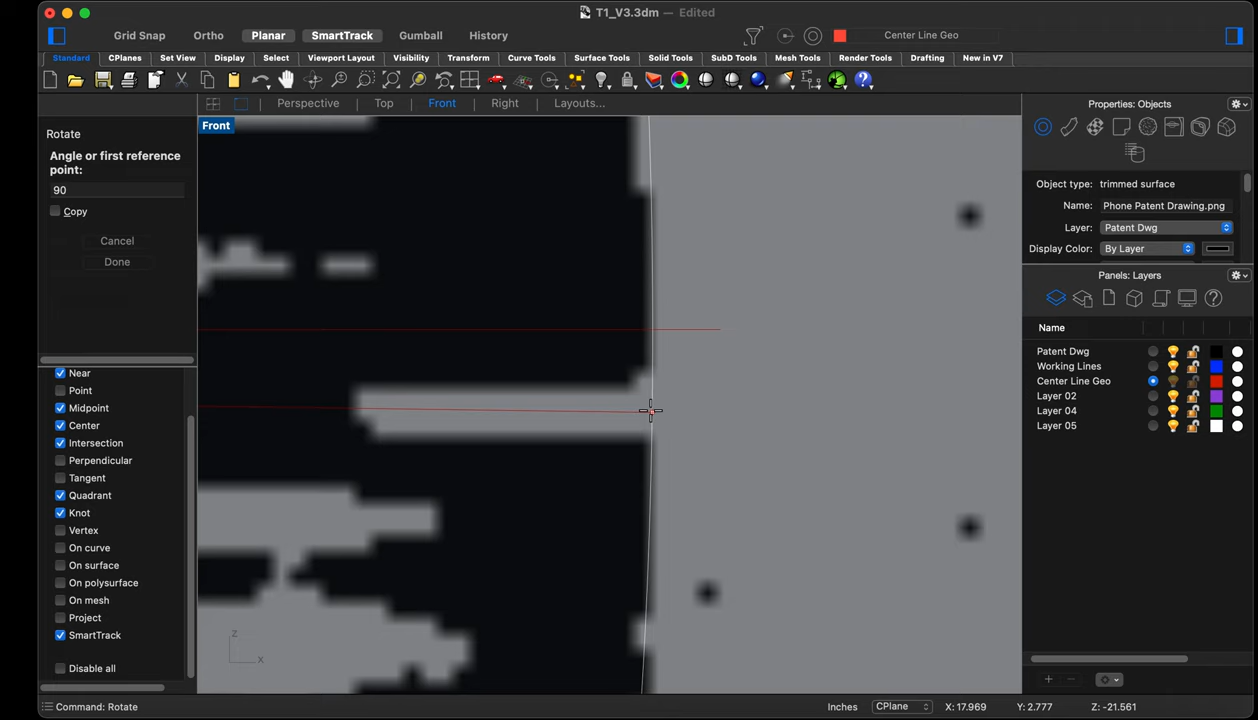 T1_V3.3dm — Edited
Grid Snap Ortho Planar SmartTrack Gumball History Center Line Geo
Standard CPlanes Set View Display Select Viewport Layout Visibility Transform Curve Tools Surface Tools Solid Tools SubD Tools Mesh Tools Render Tools Drafting New in V7
Perspective Top Front Right Layouts...
Front
Rotate
Angle or first reference
point:
90
Copy
Cancel
Done
Near
Point
Midpoint
Center
Intersection
Perpendicular
Tangent
Quadrant
Knot
Vertex
On curve
On surface
On polysurface
On mesh
Project
SmartTrack
Disable all
z
x
Properties: Objects
Object type: trimmed surface
Name: Phone Patent Drawing.png
Layer: Patent Dwg
Display Color: By Layer
Panels: Layers
Name
Patent Dwg
Working Lines
Center Line Geo
Layer 02
Layer 04
Layer 05
Command: Rotate Inches CPlane X: 17.969 Y: 2.777 Z: -21.561